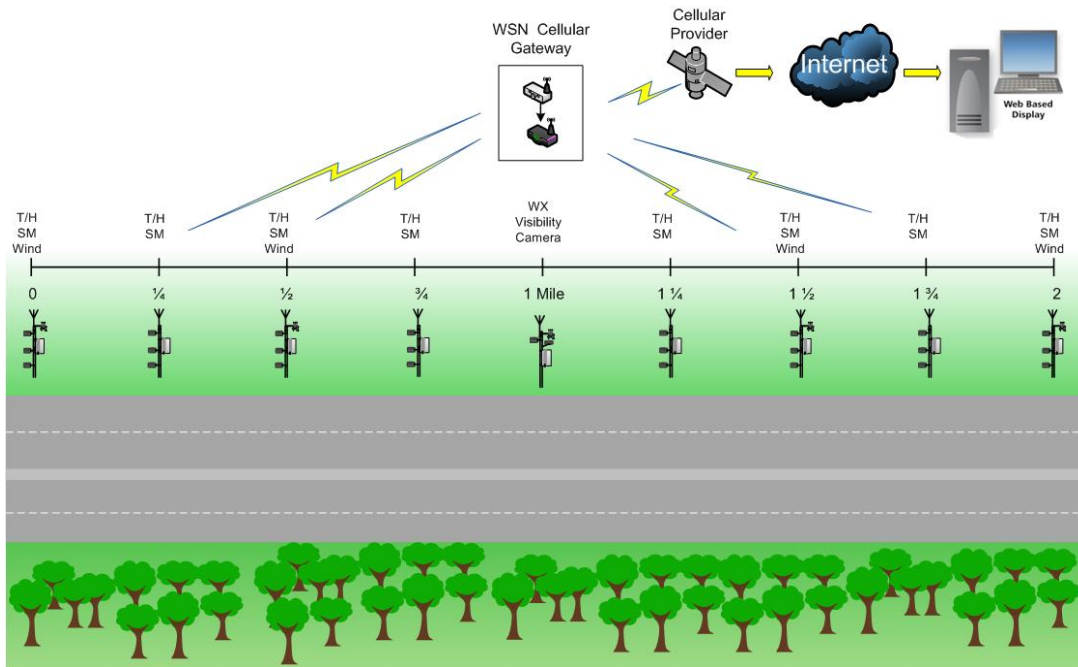 WSN Cellular
Gateway
Cellular
Provider
Internet
Web Based
Display
T/H
SM
Wind
T/H
SM
T/H
SM
Wind
T/H
SM
WX
Visibility
Camera
T/H
SM
T/H
SM
Wind
T/H
SM
T/H
SM
Wind
0 ¼ ½ ¾ 1 Mile 1 ¼ 1 ½ 1 ¾ 2